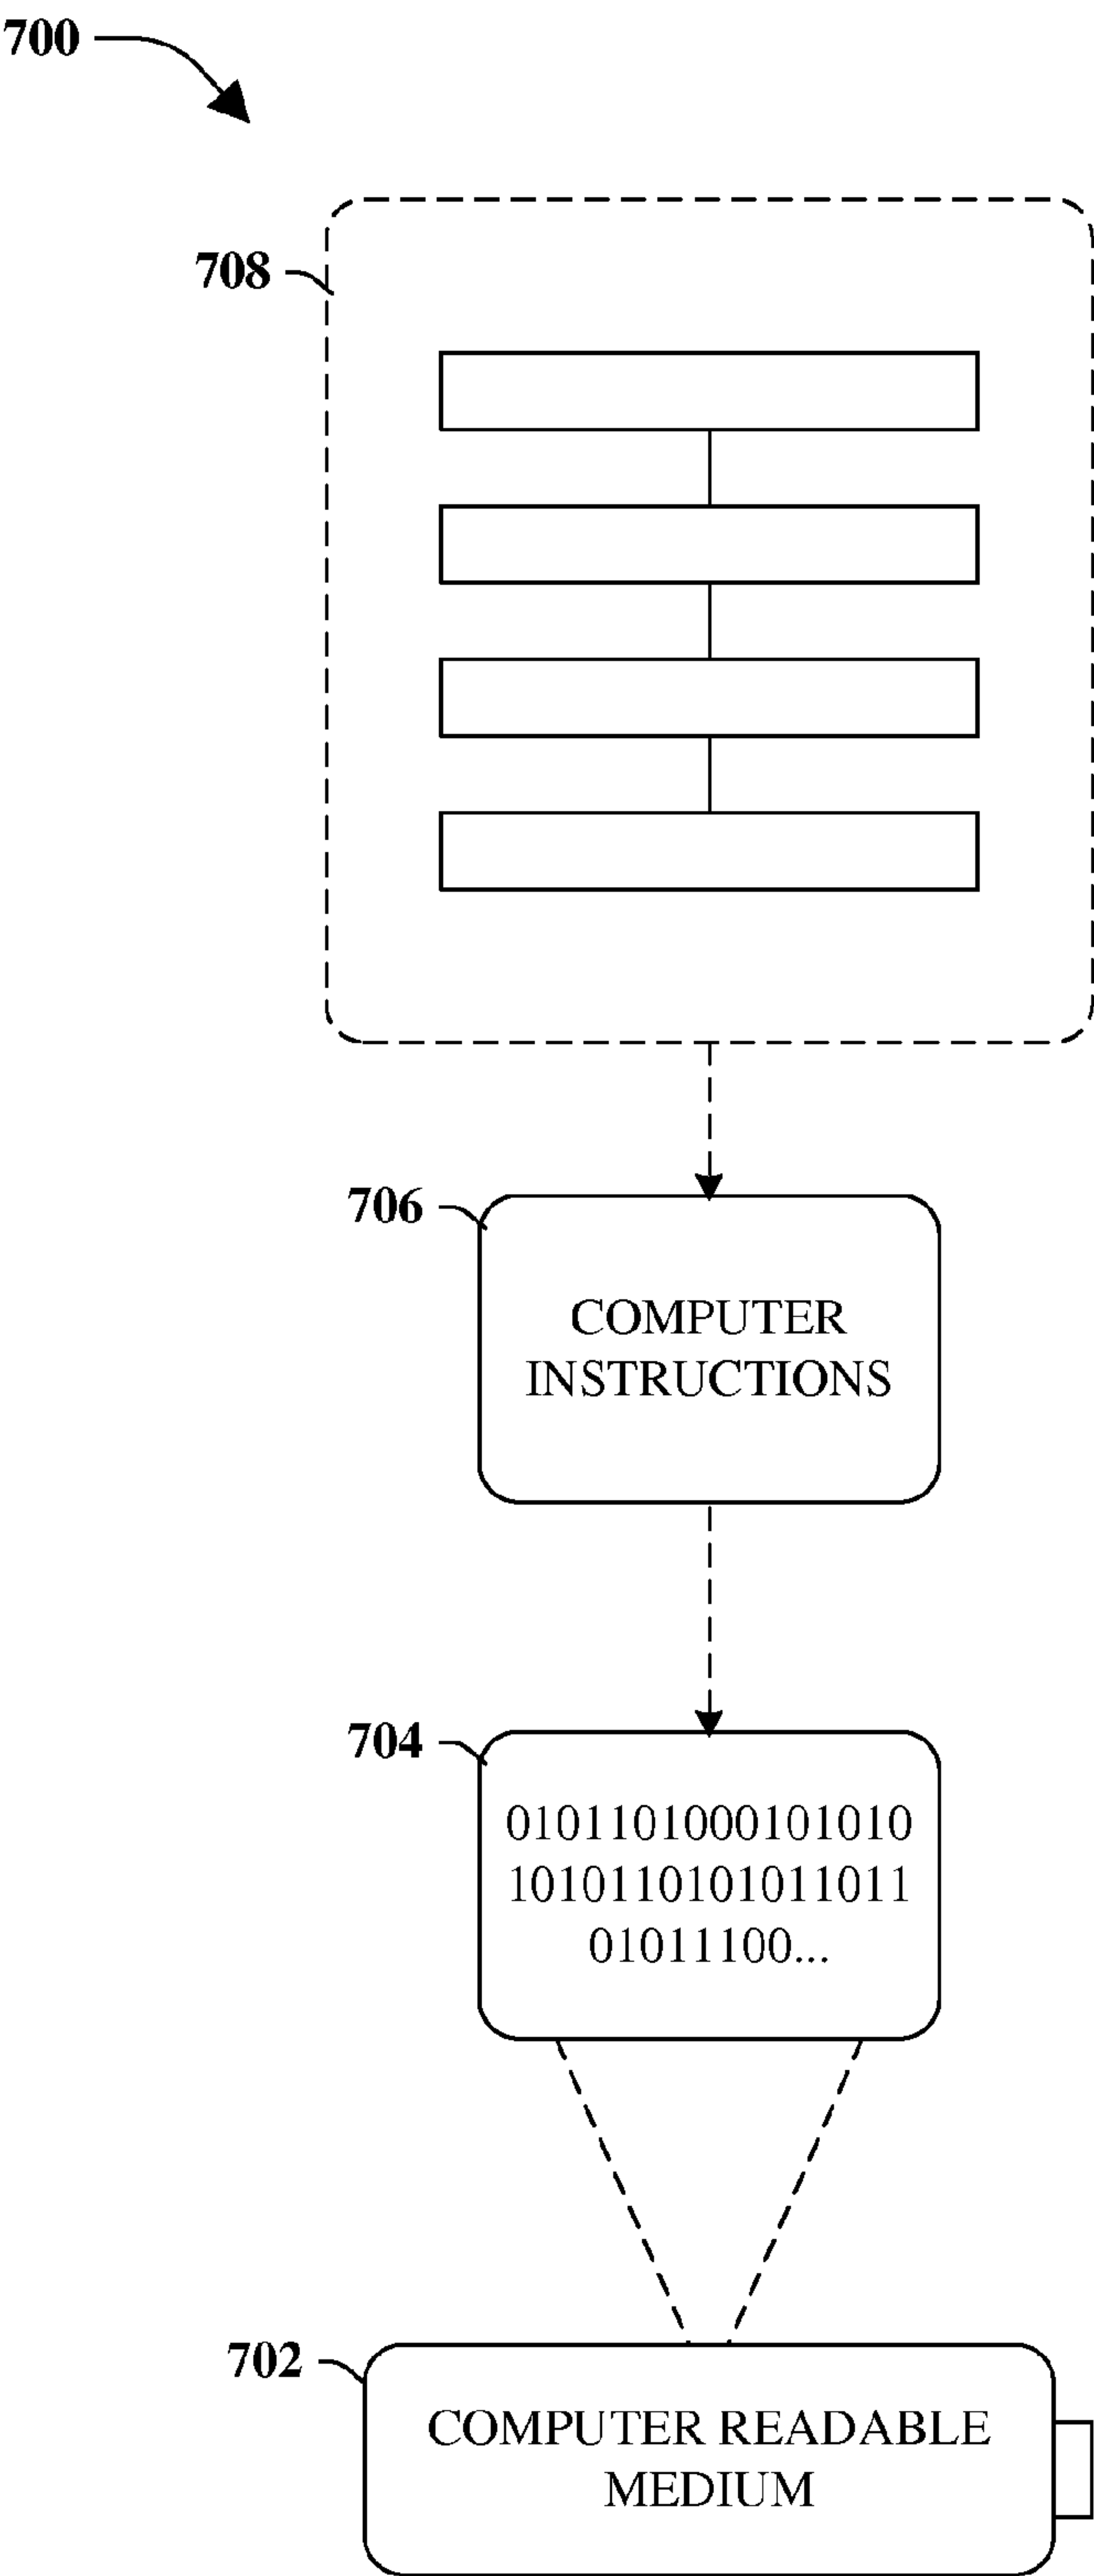 700
708
706
COMPUTER
INSTRUCTIONS
704
0101101000101010
1010110101011011
01011100...
702
COMPUTER READABLE
MEDIUM